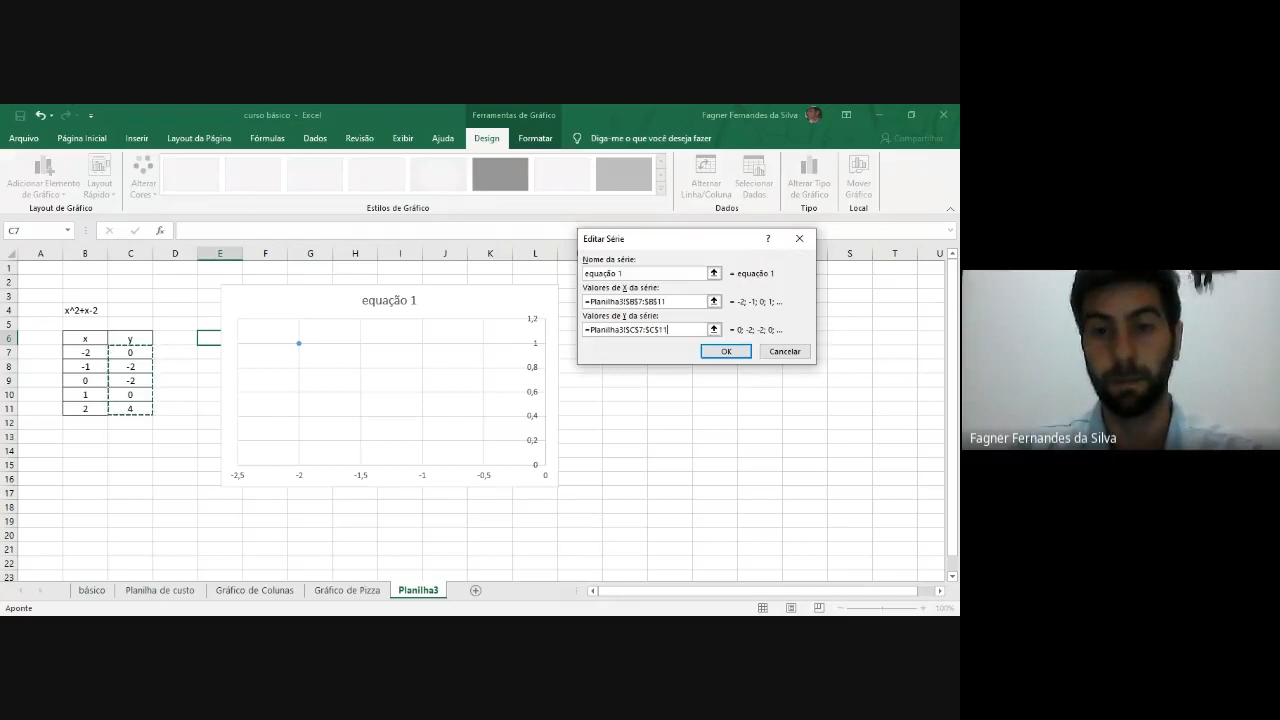 curso básico - Excel
Ferramentas de Gráfico
Fagner Fernandes da Silva
Arquivo Página Inicial Inserir Layout da Página Fórmulas Dados Revisão Exibir Ajuda Design Formatar Diga-me o que você deseja fazer Compartilhar
Adicionar Elemento de Gráfico
Layout Rápido
Alterar Cores
Alternar Linha/Coluna
Selecionar Dados
Alterar Tipo de Gráfico
Mover Gráfico
Layout de Gráfico Estilos de Gráfico Dados Tipo Local
C7 fx
A B C D E F G H I J K L S T U
Editar Série ?
Nome da série:
equação 1 = equação 1
Valores de X da série:
=Planilha3!$B$7:$B$11 = -2; -1; 0; 1; ...
Valores de Y da série:
=Planilha3!$C$7:$C$11 = 0; -2; -2; 0; ...
OK Cancelar
1
2
3
4 x^2+x-2
5
6 x y
7 -2 0
8 -1 -2
9 0 -2
10 1 0
11 2 4
12
13
14
15
16
17
18
19
20
21
22
23
equação 1
1,2
1
0,8
0,6
0,4
0,2
0
-2,5 -2 -1,5 -1 -0,5 0
básico Planilha de custo Gráfico de Colunas Gráfico de Pizza Planilha3
Aponte 100%
Fagner Fernandes da Silva